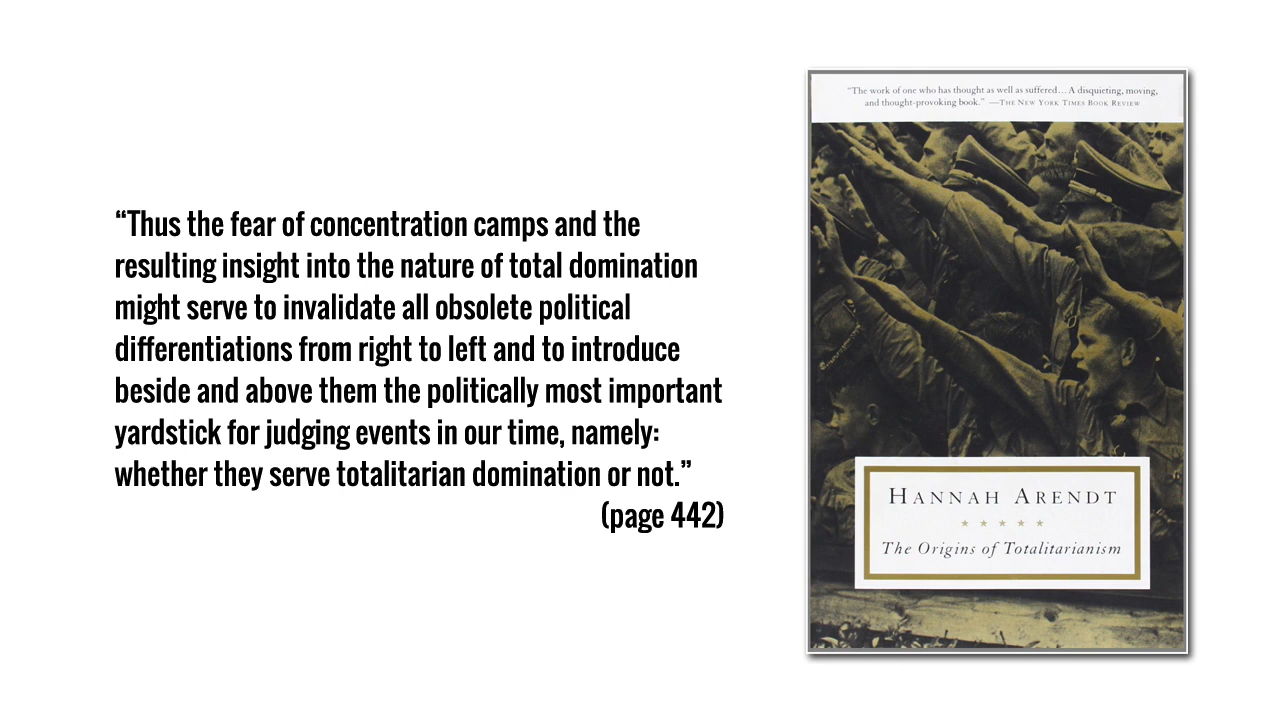 “Thus the fear of concentration camps and the
resulting insight into the nature of total domination
might serve to invalidate all obsolete political
differentiations from right to left and to introduce
beside and above them the politically most important
yardstick for judging events in our time, namely:
whether they serve totalitarian domination or not.”
(page 442)
“The work of one who has thought as well as suffered…A disquieting, moving,
and thought-provoking book.” —The New York Times Book Review
Hannah Arendt
★ ★ ★ ★ ★
The Origins of Totalitarianism